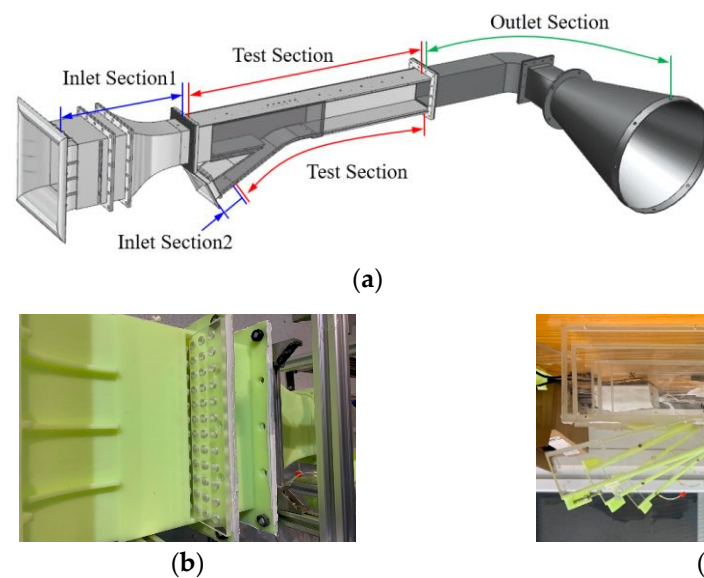 Outlet Section
Test Section
Inlet Section1
Test Section
Inlet Section2
(a)
(b)
(